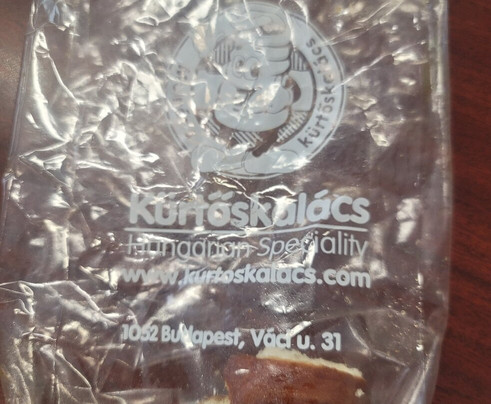 kürtőskalács
Kürtőskalács
Hungarian Speciality
www.kurtoskalacs.com
1052 Budapest, Váci u. 31